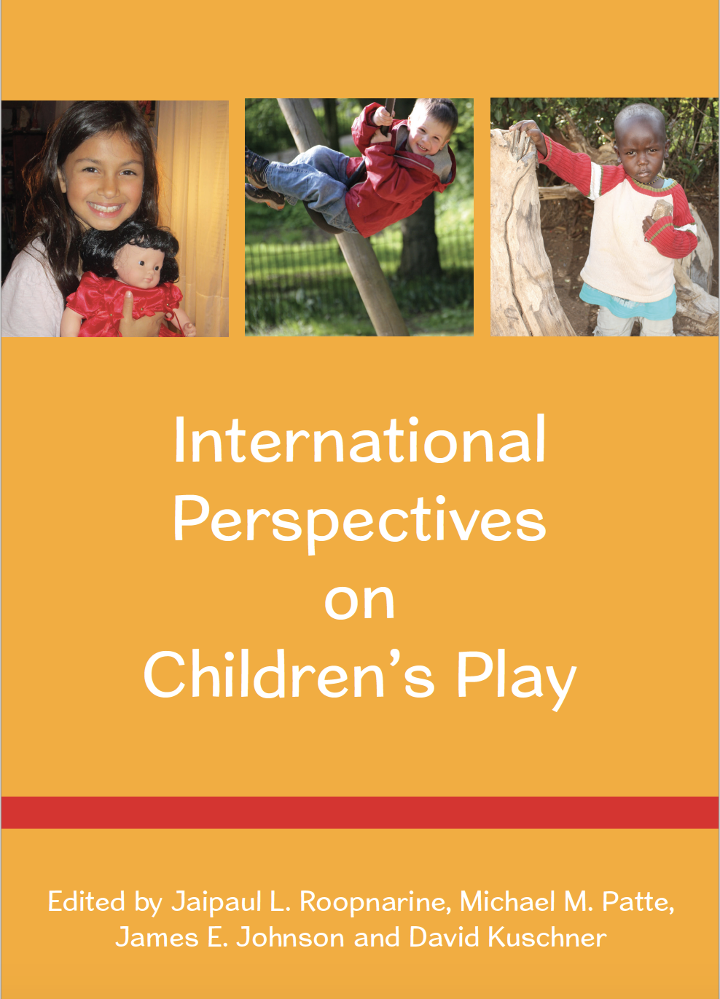 International
Perspectives
on
Children’s Play
Edited by Jaipaul L. Roopnarine, Michael M. Patte,
James E. Johnson and David Kuschner